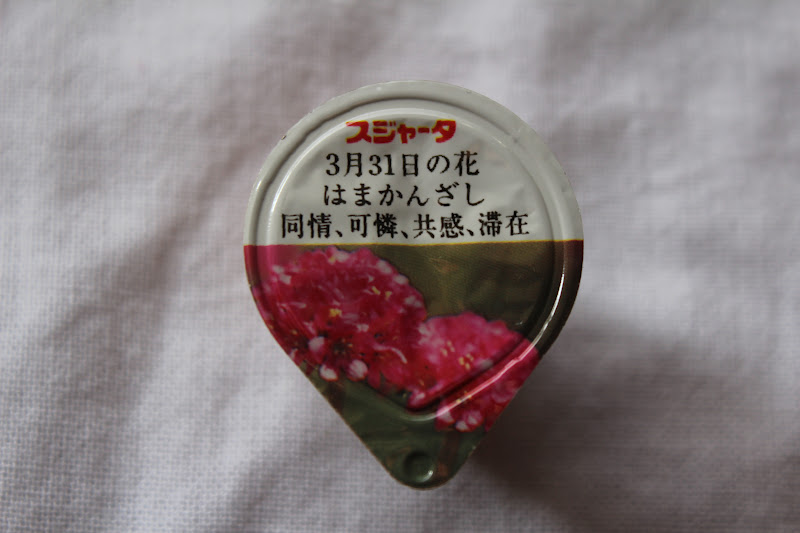 スジャータ
3月31日の花
はまかんざし
同情、可憐、共感、滞在